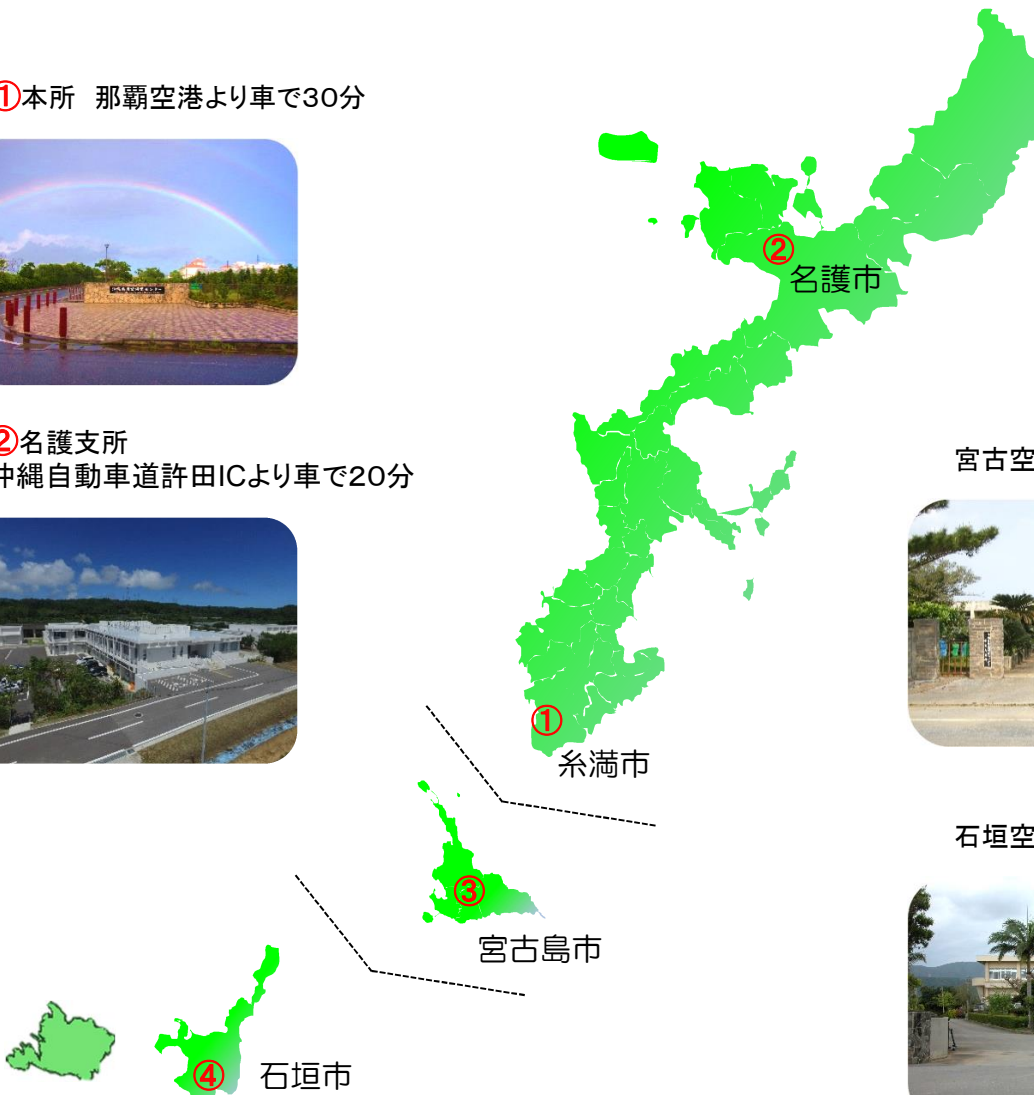 ①本所 那覇空港より車で30分
②名護支所
沖縄自動車道許田ICより車で20分
②
名護市
宮古空
①
糸満市
石垣空
③
宮古島市
④
石垣市